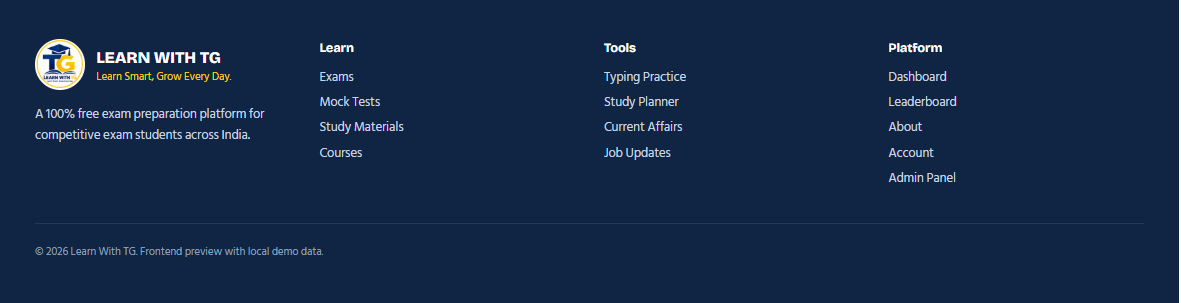 TG
LEARN WITH TG
LEARN WITH TG
Learn Smart, Grow Every Day.
A 100% free exam preparation platform for
competitive exam students across India.
Learn
Exams
Mock Tests
Study Materials
Courses
Tools
Typing Practice
Study Planner
Current Affairs
Job Updates
Platform
Dashboard
Leaderboard
About
Account
Admin Panel
© 2026 Learn With TG. Frontend preview with local demo data.